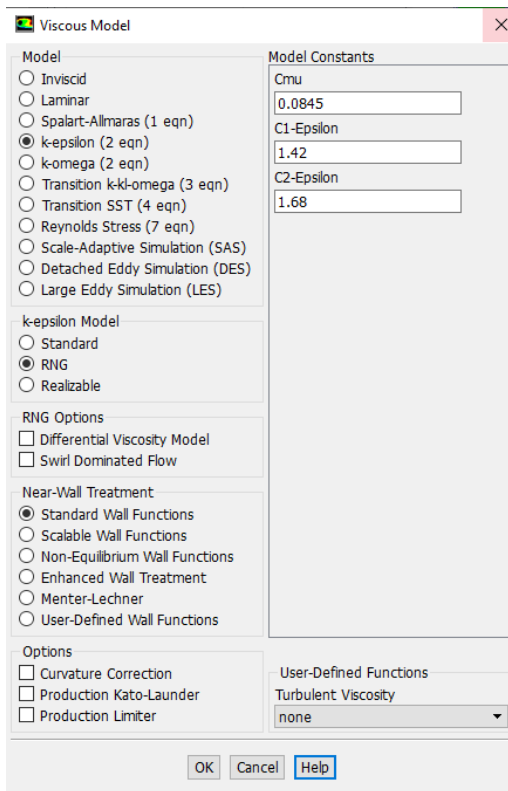 Viscous Model
Model
Inviscid
Laminar
Spalart-Allmaras (1 eqn)
k-epsilon (2 eqn)
k-omega (2 eqn)
Transition k-kl-omega (3 eqn)
Transition SST (4 eqn)
Reynolds Stress (7 eqn)
Scale-Adaptive Simulation (SAS)
Detached Eddy Simulation (DES)
Large Eddy Simulation (LES)
k-epsilon Model
Standard
RNG
Realizable
RNG Options
Differential Viscosity Model
Swirl Dominated Flow
Near-Wall Treatment
Standard Wall Functions
Scalable Wall Functions
Non-Equilibrium Wall Functions
Enhanced Wall Treatment
Menter-Lechner
User-Defined Wall Functions
Options
Curvature Correction
Production Kato-Launder
Production Limiter
Model Constants
Cmu
0.0845
C1-Epsilon
1.42
C2-Epsilon
1.68
User-Defined Functions
Turbulent Viscosity
none
OK Cancel Help